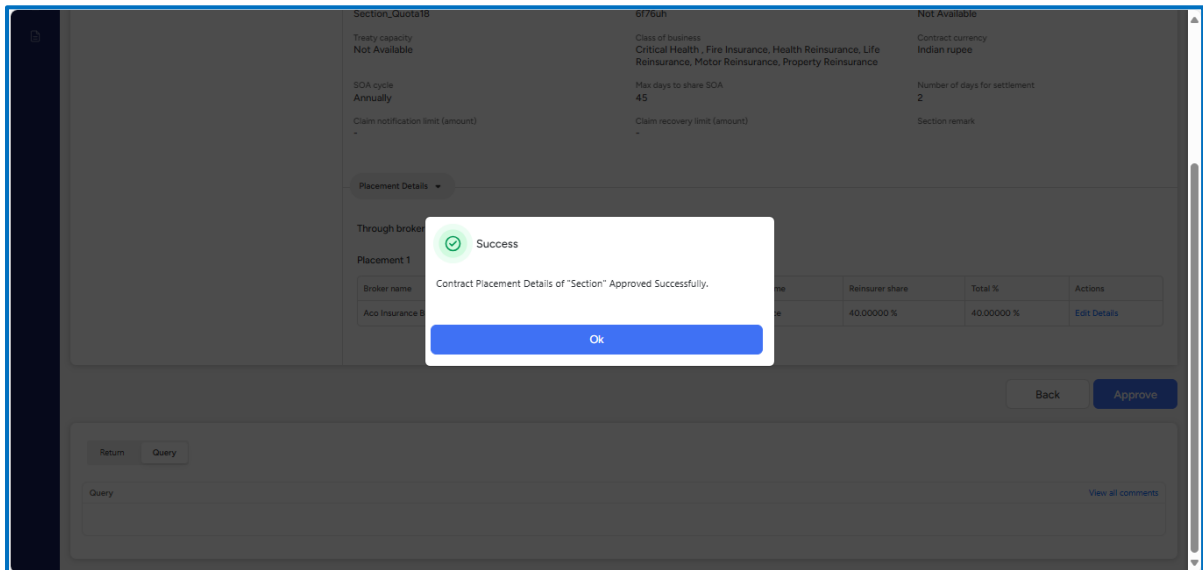 Section_Quota18
6f76uh
Not Available
Treaty capacity
Not Available
Class of business
Critical Health , Fire Insurance, Health Reinsurance, Life
Reinsurance, Motor Reinsurance, Property Reinsurance
Contract currency
Indian rupee
SOA cycle
Annually
Max days to share SOA
45
Number of days for settlement
2
Claim notification limit (amount)
-
Claim recovery limit (amount)
-
Section remark
Placement Details
Through broker
Success
Placement 1
Contract Placement Details of "Section" Approved Successfully.
Broker name
me
Reinsurer share
Total %
Actions
Aco Insurance B
ce
40.00000 %
40.00000 %
Edit Details
Ok
Back
Approve
Return
Query
Query
View all comments